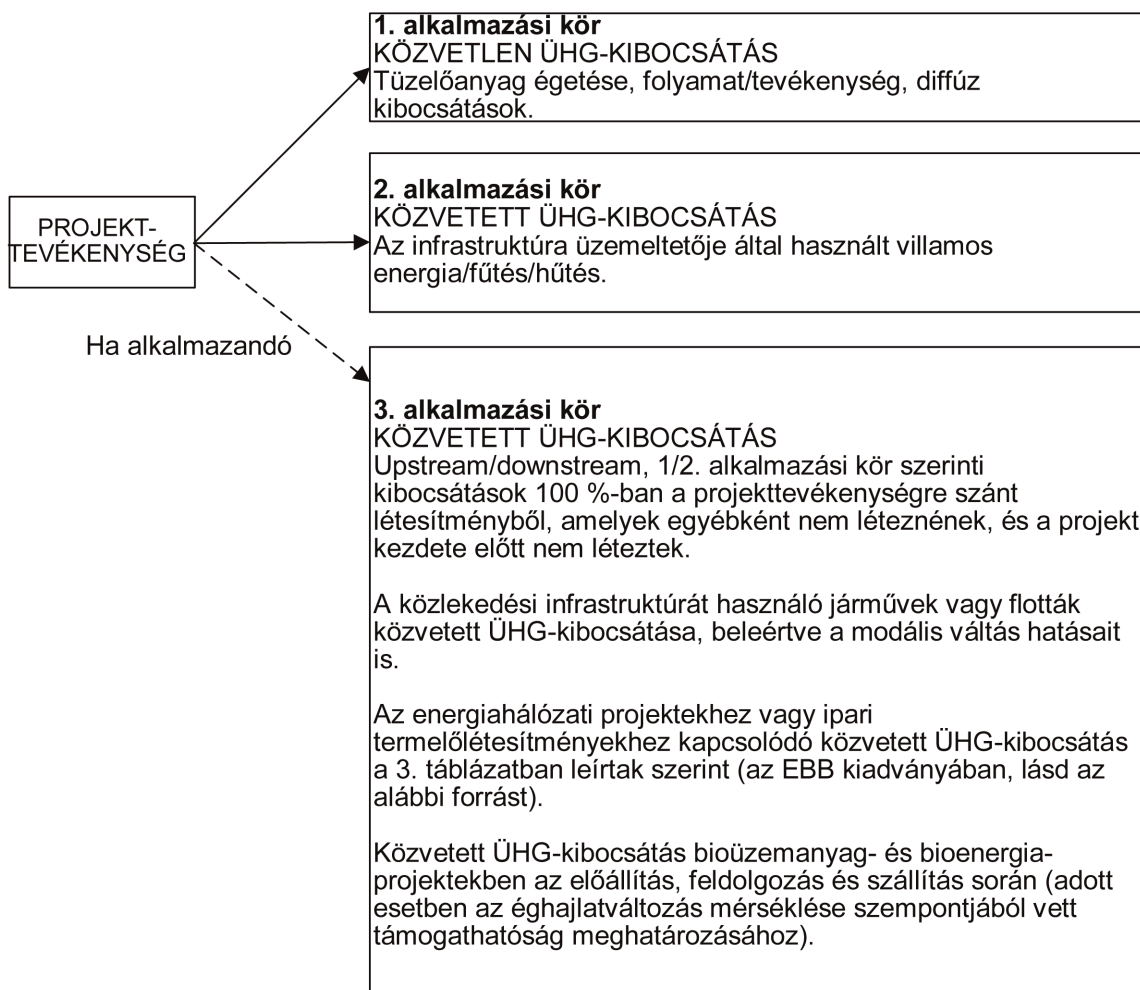 1. alkalmazási kör
KÖZVETLEN ÜHG-KIBOCSÁTÁS
Tüzelőanyag égetése, folyamat/tevékenység, diffúz
kibocsátások.
PROJEKT-
TEVÉKENYSÉG
2. alkalmazási kör
KÖZVETETT ÜHG-KIBOCSÁTÁS
Az infrastruktúra üzemeltetője által használt villamos
energia/fűtés/hűtés.
Ha alkalmazandó
3. alkalmazási kör
KÖZVETETT ÜHG-KIBOCSÁTÁS
Upstream/downstream, 1/2. alkalmazási kör szerinti
kibocsátások 100 %-ban a projekttevékenységre szánt
létesítményből, amelyek egyébként nem léteznének, és a projekt
kezdete előtt nem léteztek.
A közlekedési infrastruktúrát használó járművek vagy flották
közvetett ÜHG-kibocsátása, beleértve a modális váltás hatásait
is.
Az energiahálózati projektekhez vagy ipari
termelőlétesítményekhez kapcsolódó közvetett ÜHG-kibocsátás
a 3. táblázatban leírtak szerint (az EBB kiadványában, lásd az
alábbi forrást).
Közvetett ÜHG-kibocsátás bioüzemanyag- és bioenergia-
projektekben az előállítás, feldolgozás és szállítás során (adott
esetben az éghajlatváltozás mérséklése szempontjából vett
támogathatóság meghatározásához).